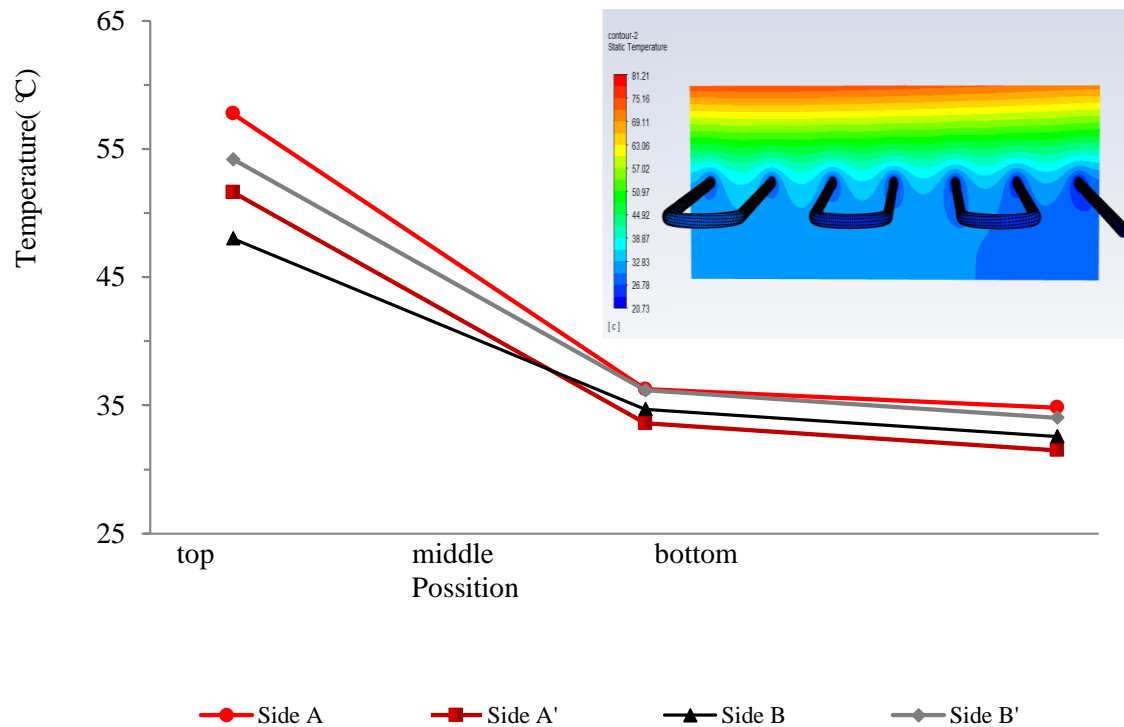 65
55
45
35
25
Temperature( ℃)
contour-2
Static Temperature
81.21
75.16
69.11
63.06
57.02
50.97
44.92
38.87
32.83
26.78
20.73
[ c ]
top middle bottom
Possition
Side A Side A' Side B Side B'